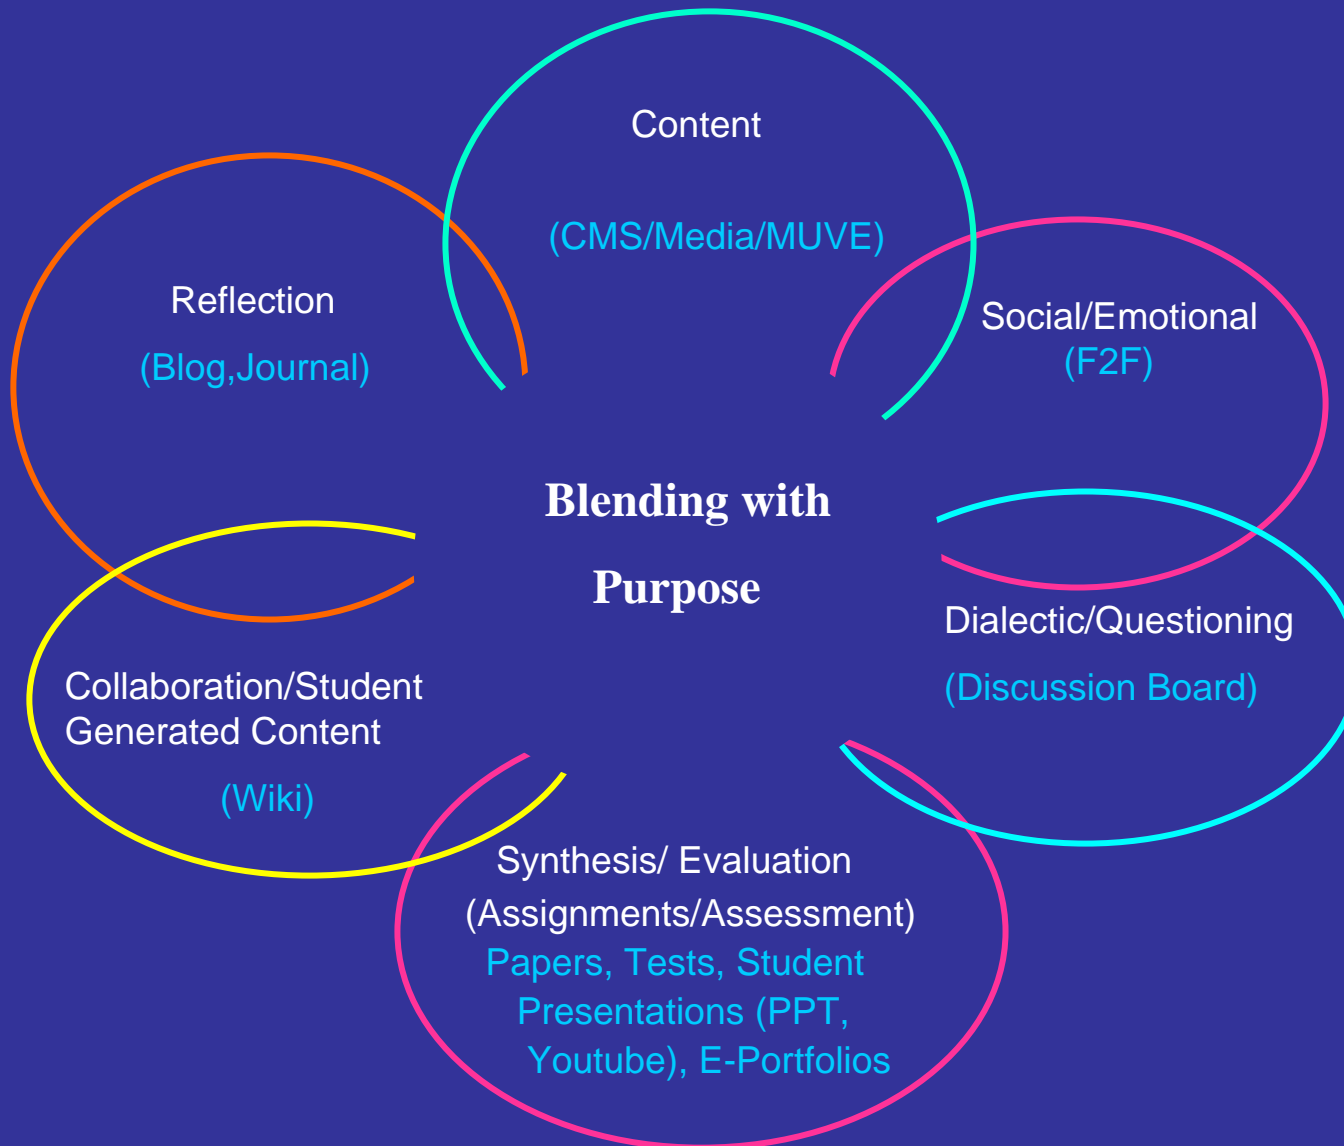 Content
(CMS/Media/MUVE)
Reflection
(Blog,Journal)
Social/Emotional
(F2F)
Blending with
Purpose
Dialectic/Questioning
(Discussion Board)
Collaboration/Student
Generated Content
(Wiki)
Synthesis/ Evaluation
(Assignments/Assessment)
Papers, Tests, Student
Presentations (PPT,
Youtube), E-Portfolios